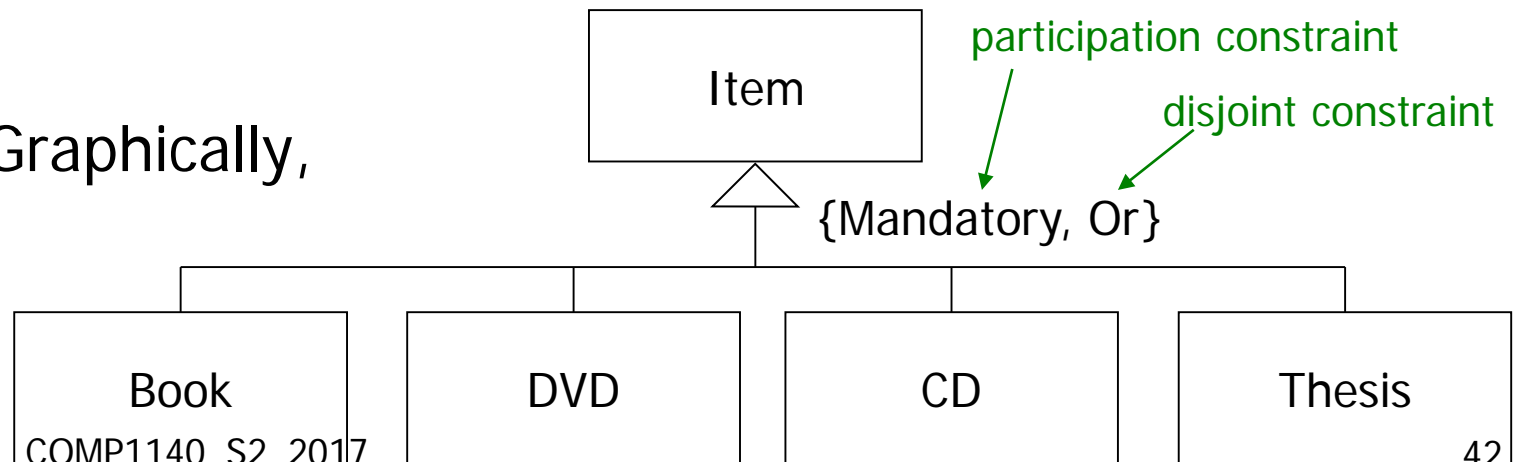 participation constraint
Item
disjoint constraint
Graphically,
{Mandatory, Or}
Book
DVD
CD
Thesis
COMP1140 S2 2017
42